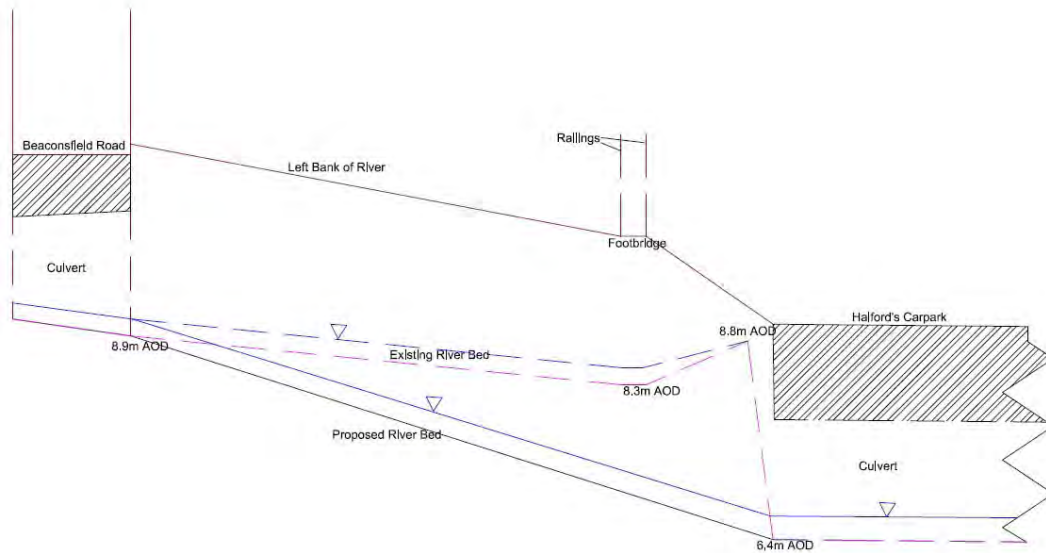 Beaconsfield Road
Left Bank of River
Railings
Footbridge
Culvert
Halford's Carpark
8.8m AOD
8.9m AOD
Existing River Bed
8.3m AOD
Proposed River Bed
Culvert
6.4m AOD